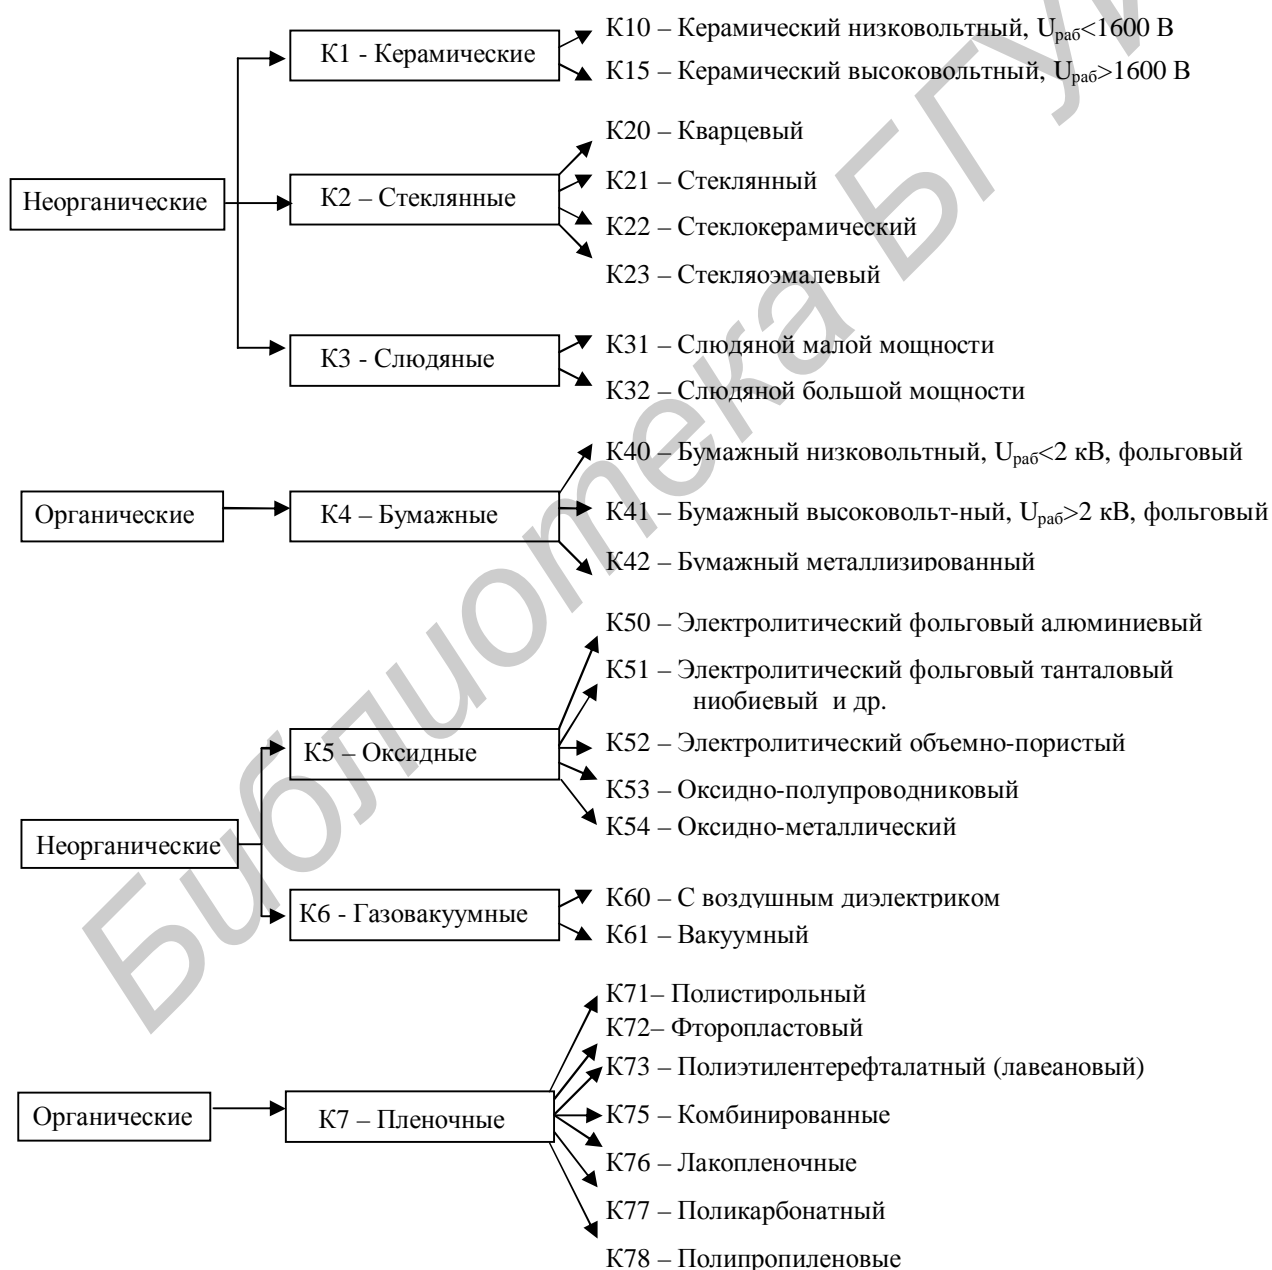 К10 – Керамический низковольтный, Uраб<1600 В
К1 - Керамические
К15 – Керамический высоковольтный, Uраб>1600 В
К20 – Кварцевый
К21 – Стеклянный
Неорганические
К2 – Стеклянные
К22 – Стеклокерамический
К23 – Стекляоэмалевый
К31 – Слюдяной малой мощности
К3 - Слюдяные
К32 – Слюдяной большой мощности
К40 – Бумажный низковольтный, Uраб<2 кВ, фольговый
Органические
К4 – Бумажные
К41 – Бумажный высоковольт-ный, Uраб>2 кВ, фольговый
К42 – Бумажный металлизированный
К50 – Электролитический фольговый алюминиевый
К51 – Электролитический фольговый танталовый
ниобиевый и др.
К5 – Оксидные
К52 – Электролитический объемно-пористый
К53 – Оксидно-полупроводниковый
К54 – Оксидно-металлический
Неорганические
К60 – С воздушным диэлектриком
К6 - Газовакуумные
К61 – Вакуумный
К71– Полистирольный
К72– Фторопластовый
К73 – Полиэтилентерефталатный (лавеановый)
Органические
К7 – Пленочные
К75 – Комбинированные
К76 – Лакопленочные
К77 – Поликарбонатный
К78 – Полипропиленовые
Библиотека